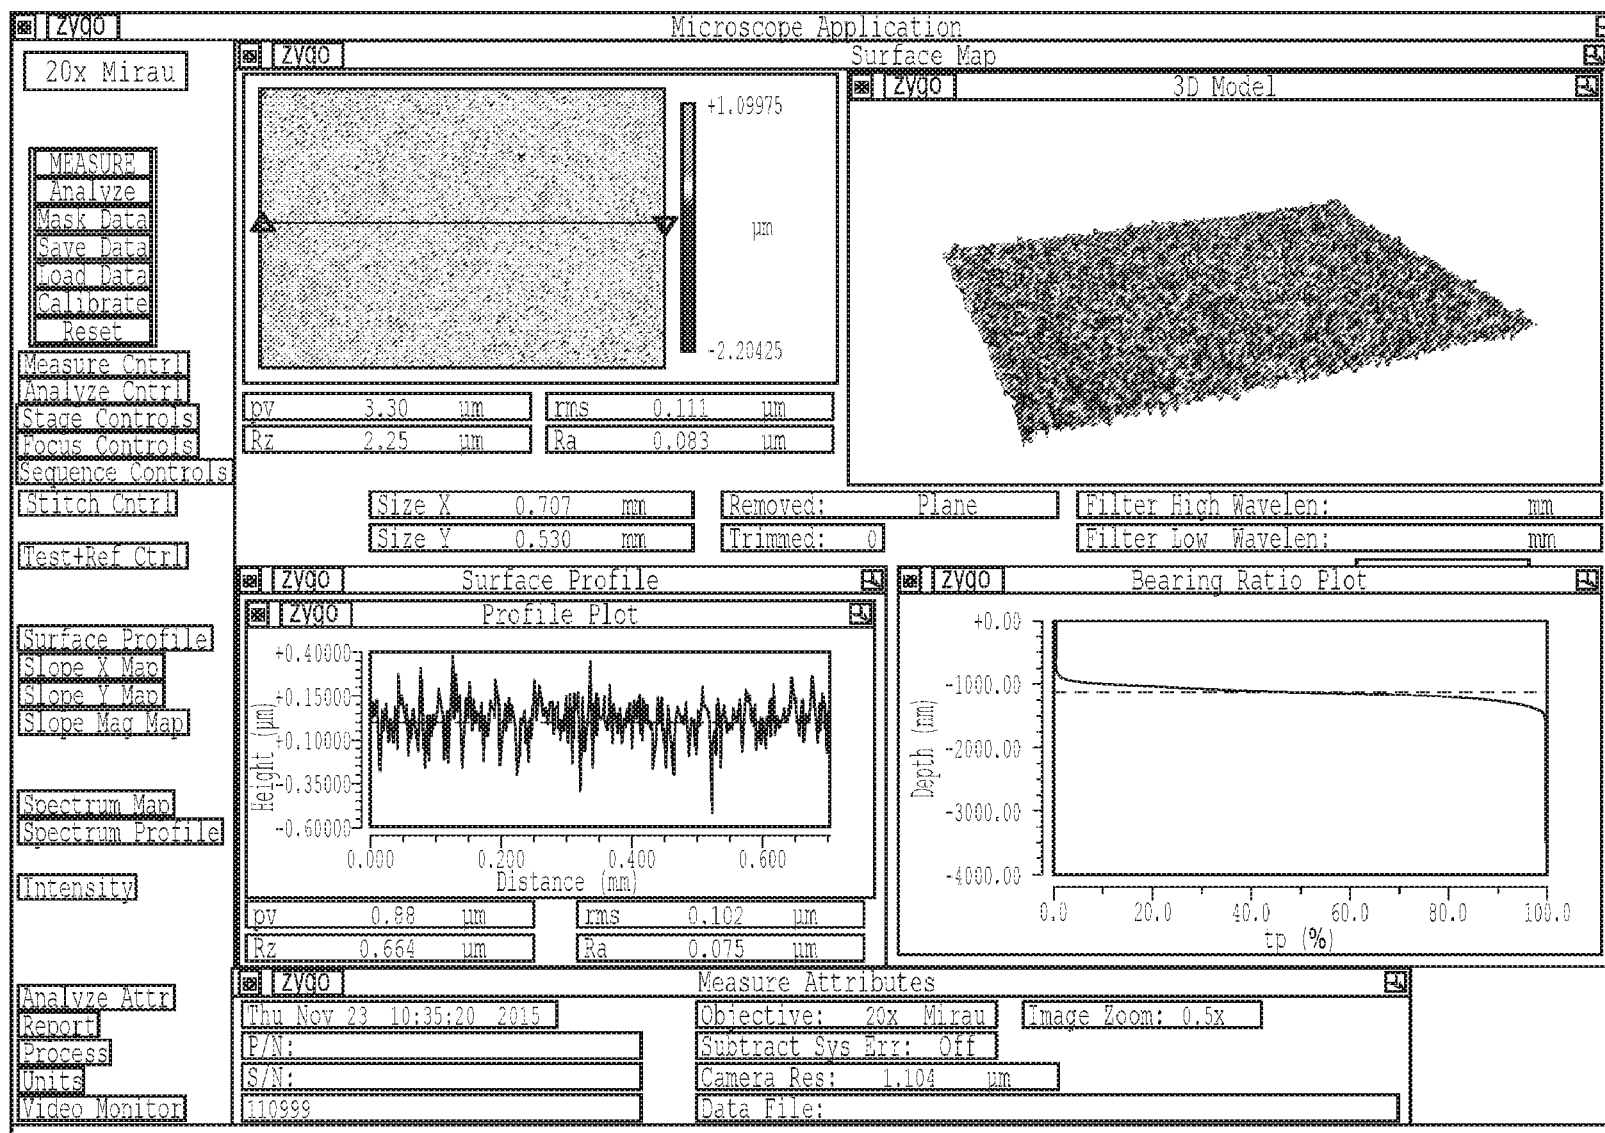 zygo Microscope Application
20x Mirau
MEASURE
Analyze
Mask Data
Save Data
Load Data
Calibrate
Reset
Measure Cntrl
Analyze Cntrl
Stage Controls
Focus Controls
Sequence Controls
Stitch Cntrl
Test+Ref Ctrl
Surface Profile
Slope X Map
Slope Y Map
Slope Mag Map
Spectrum Map
Spectrum Profile
Intensity
Analyze Attr
Report
Process
Units
Video Monitor
zygo Surface Map
+1.09975
µm
-2.20425
pv 3.30 µm rms 0.111 µm
Rz 2.25 µm Ra 0.083 µm
zygo 3D Model
Size X 0.707 mm Removed: Plane Filter High Wavelen: mm
Size Y 0.530 mm Trimmed: 0 Filter Low Wavelen: mm
zygo Surface Profile
zygo Profile Plot
Height (µm)
+0.40000
+0.15000
+0.10000
-0.35000
-0.60000
0.000 0.200 0.400 0.600
Distance (mm)
pv 0.88 µm rms 0.102 µm
Rz 0.664 µm Ra 0.075 µm
zygo Bearing Ratio Plot
Depth (nm)
+0.00
-1000.00
-2000.00
-3000.00
-4000.00
0.0 20.0 40.0 60.0 80.0 100.0
tp (%)
zygo Measure Attributes
Thu Nov 23 10:35:20 2015 Objective: 20x Mirau Image Zoom: 0.5x
P/N: Subtract Sys Err: Off
S/N: Camera Res: 1.104 µm
110999 Data File: